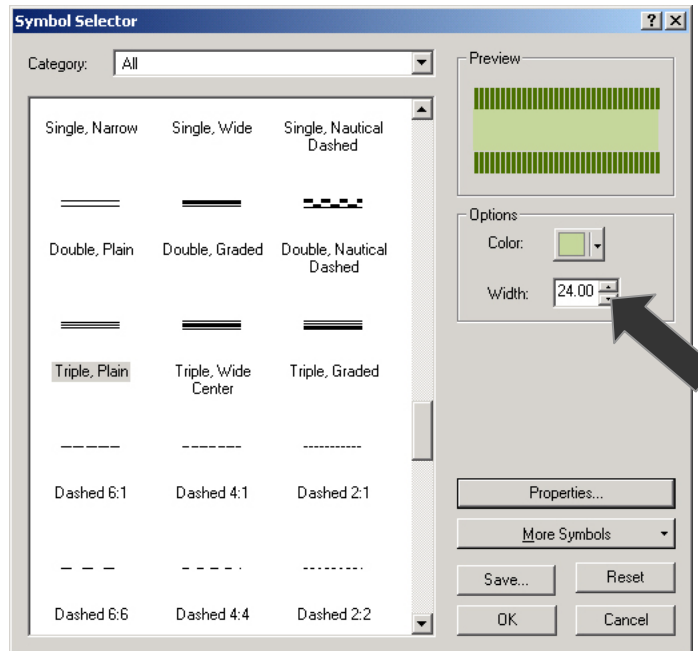 Symbol Selector
Category: All
Single, Narrow
Single, Wide
Single, Nautical
Dashed
Double, Plain
Double, Graded
Double, Nautical
Dashed
Triple, Plain
Triple, Wide
Center
Triple, Graded
Dashed 6:1
Dashed 4:1
Dashed 2:1
Dashed 6:6
Dashed 4:4
Dashed 2:2
Preview
Options
Color:
Width: 24.00
Properties...
More Symbols
Save...
Reset
OK
Cancel